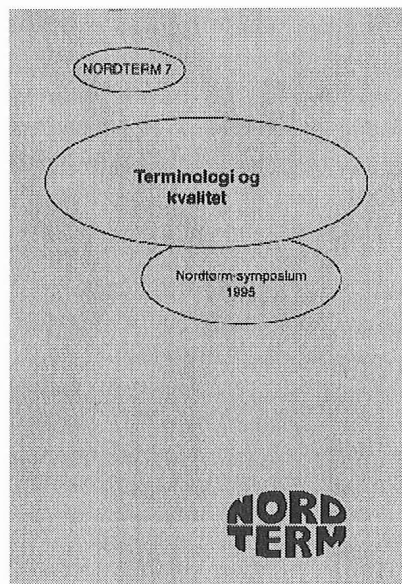 NORDTERM 7
Terminologi og
kvalitet
Nordterm-symposium
1995
NORD
TERM